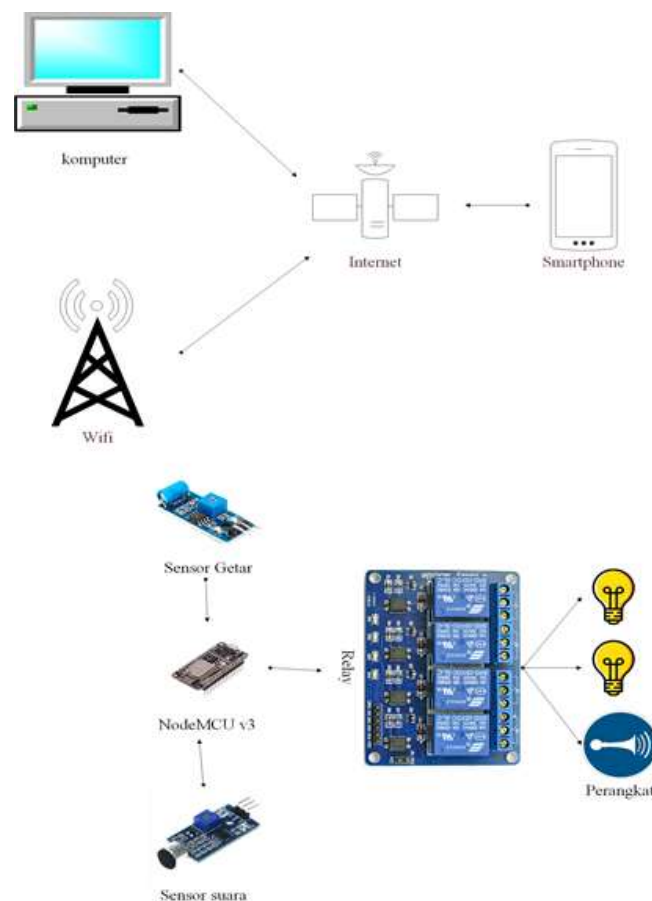 komputer
Internet
Smartphone
Wifi
Sensor Getar
Relay
NodeMCU v3
Perangkat
Sensor suara